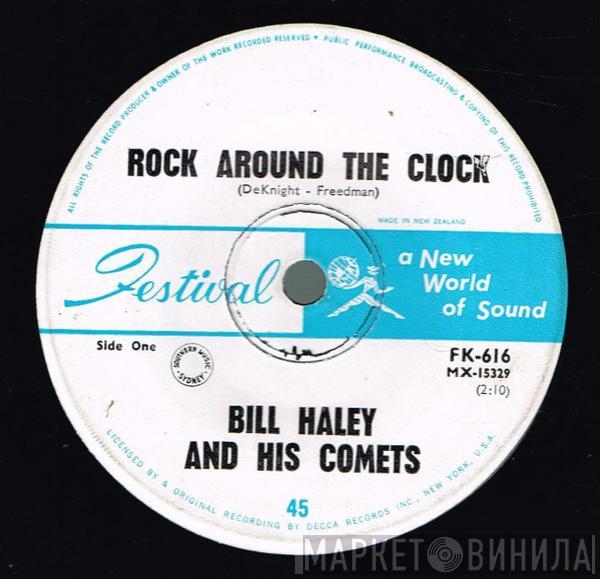 ALL RIGHTS OF THE RECORD PRODUCER & OWNER OF THE WORK RECORDED RESERVED • PUBLIC PERFORMANCE BROADCASTING & COPYING OF THIS RECORD PROHIBITED
ROCK AROUND THE CLOCK
(DeKnight - Freedman)
MADE IN NEW ZEALAND
Festival
a New
World
of Sound
Side One
SOUTHERN MUSIC
• SYDNEY •
FK-616
MX-15329
(2:10)
BILL HALEY
AND HIS COMETS
45
LICENSED BY & ORIGINAL RECORDING BY DECCA RECORDS INC., NEW YORK, U.S.A.
МАРКЕТ ВИНИЛА